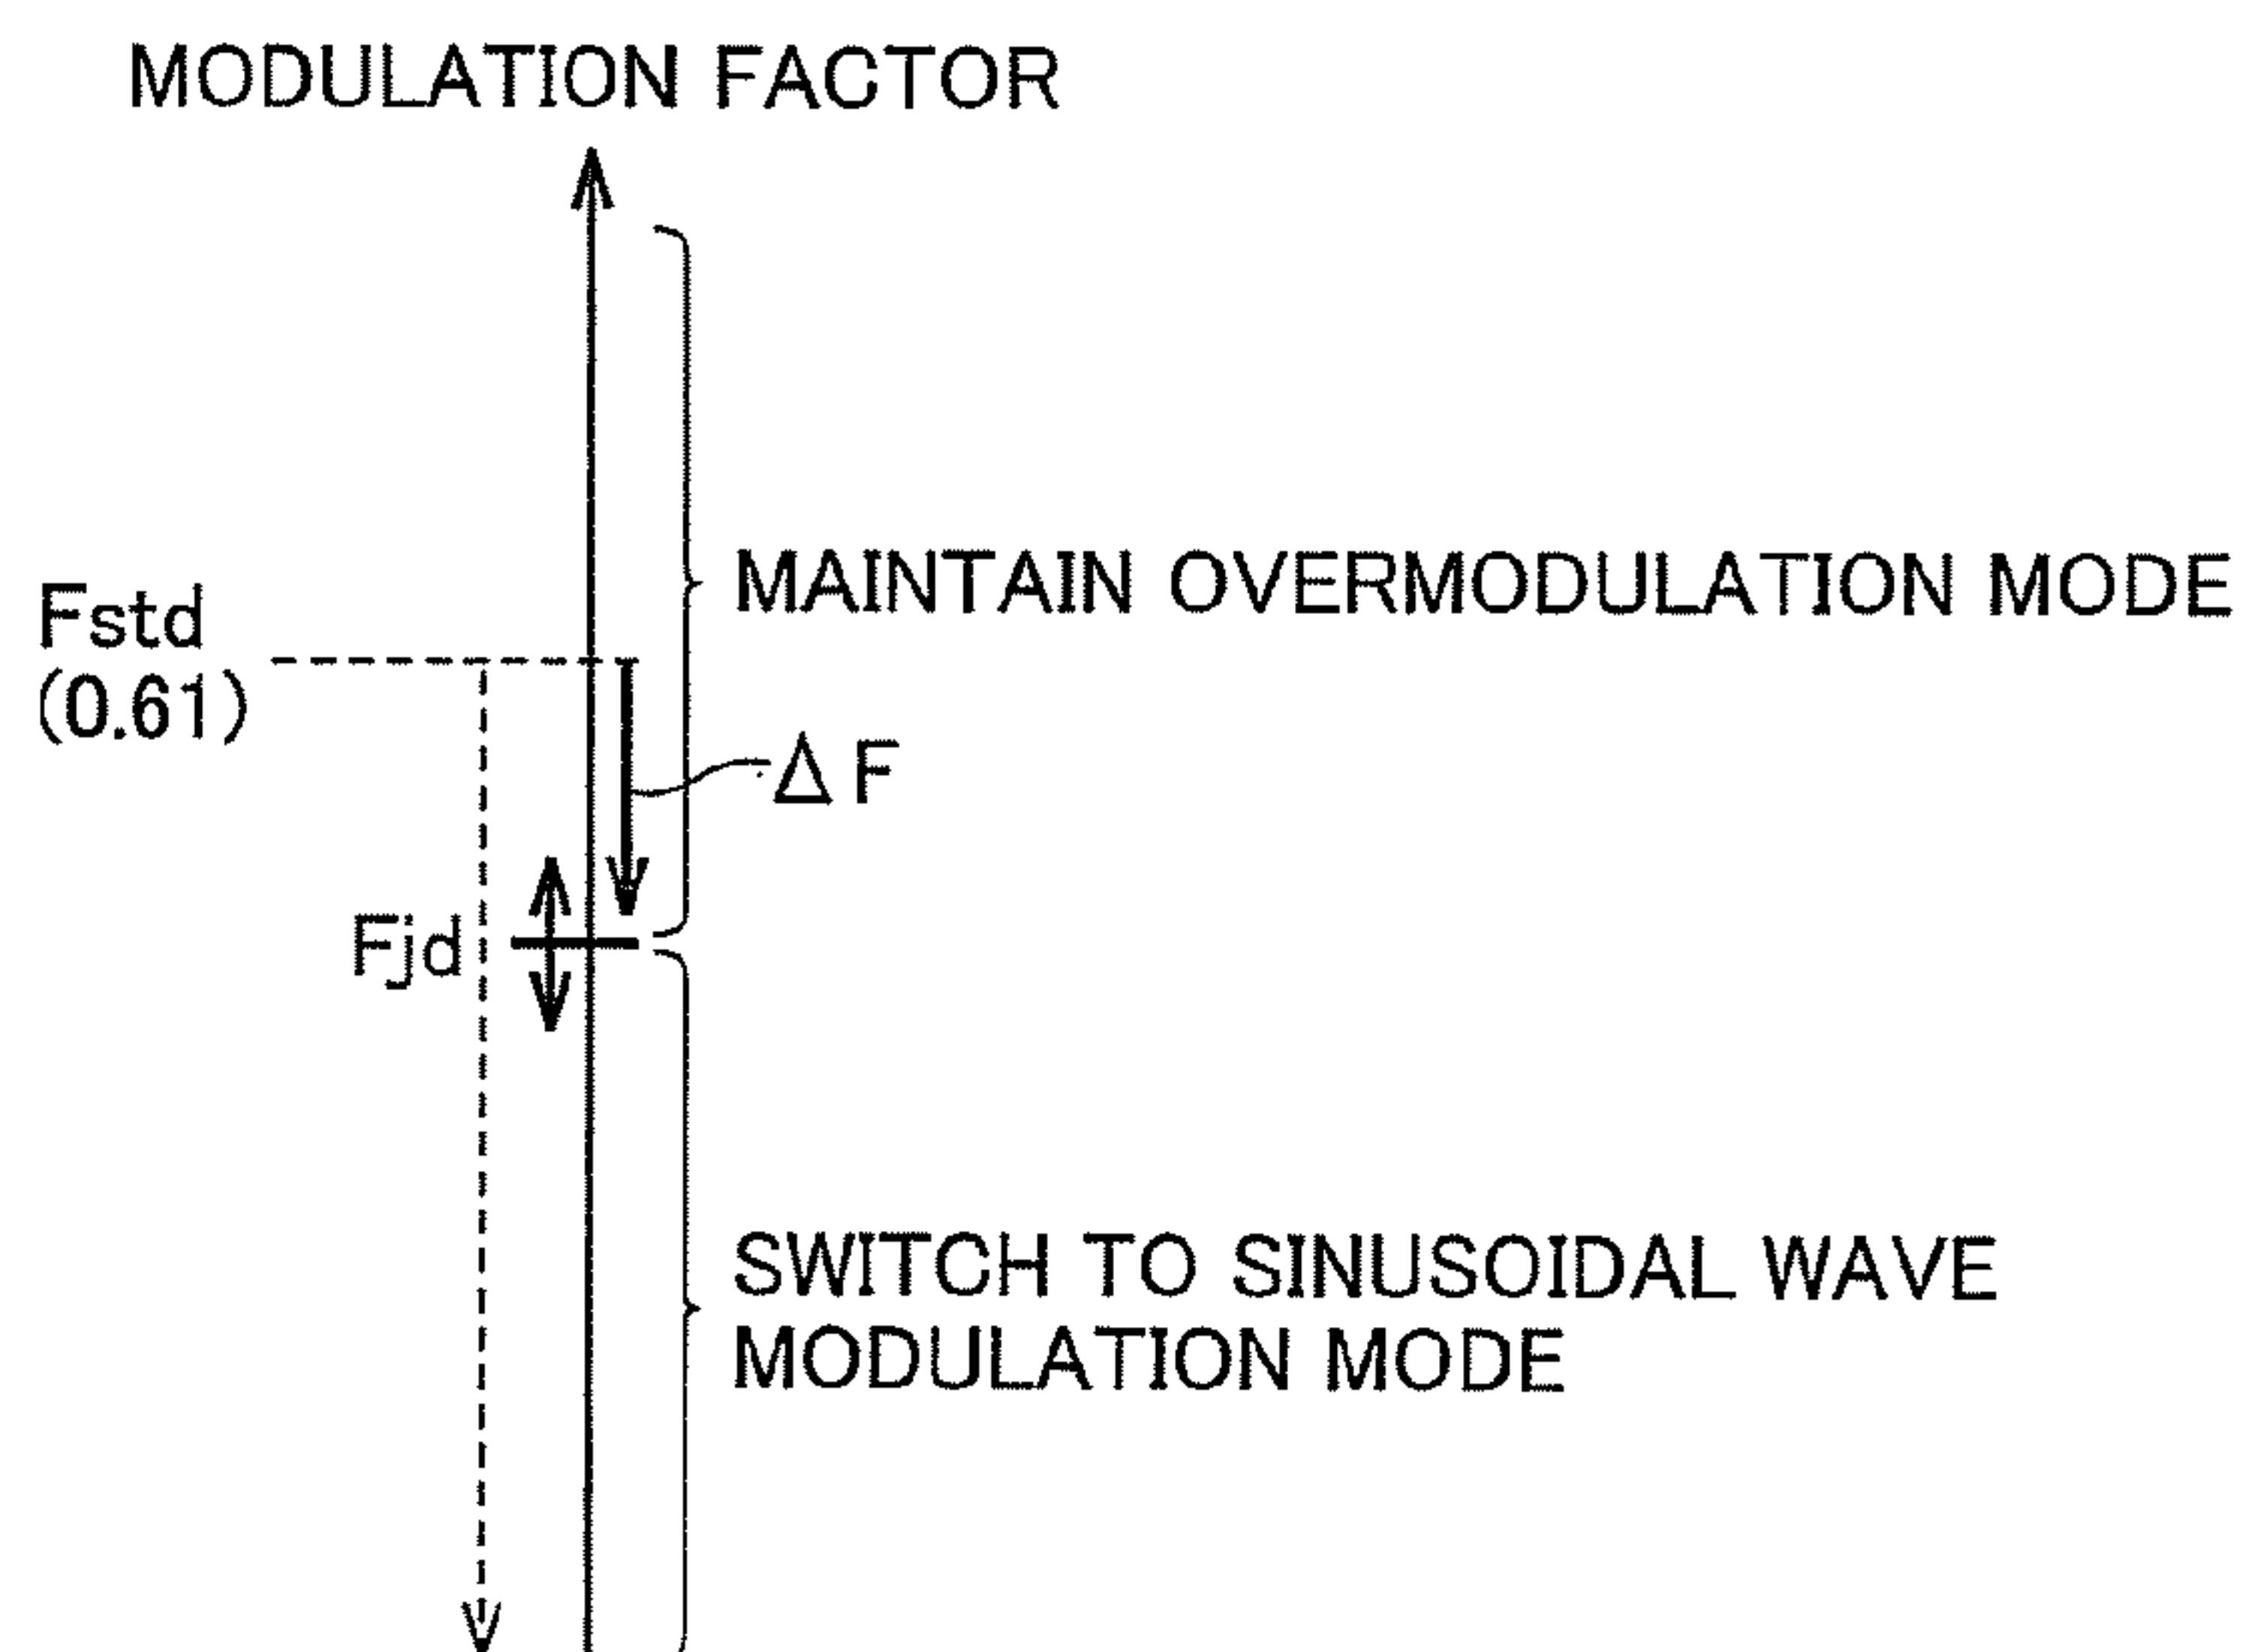 MODULATION FACTOR
MAINTAIN OVERMODULATION MODE
Fstd
(0.61)
ΔF
Fjd
SWITCH TO SINUSOIDAL WAVE
MODULATION MODE